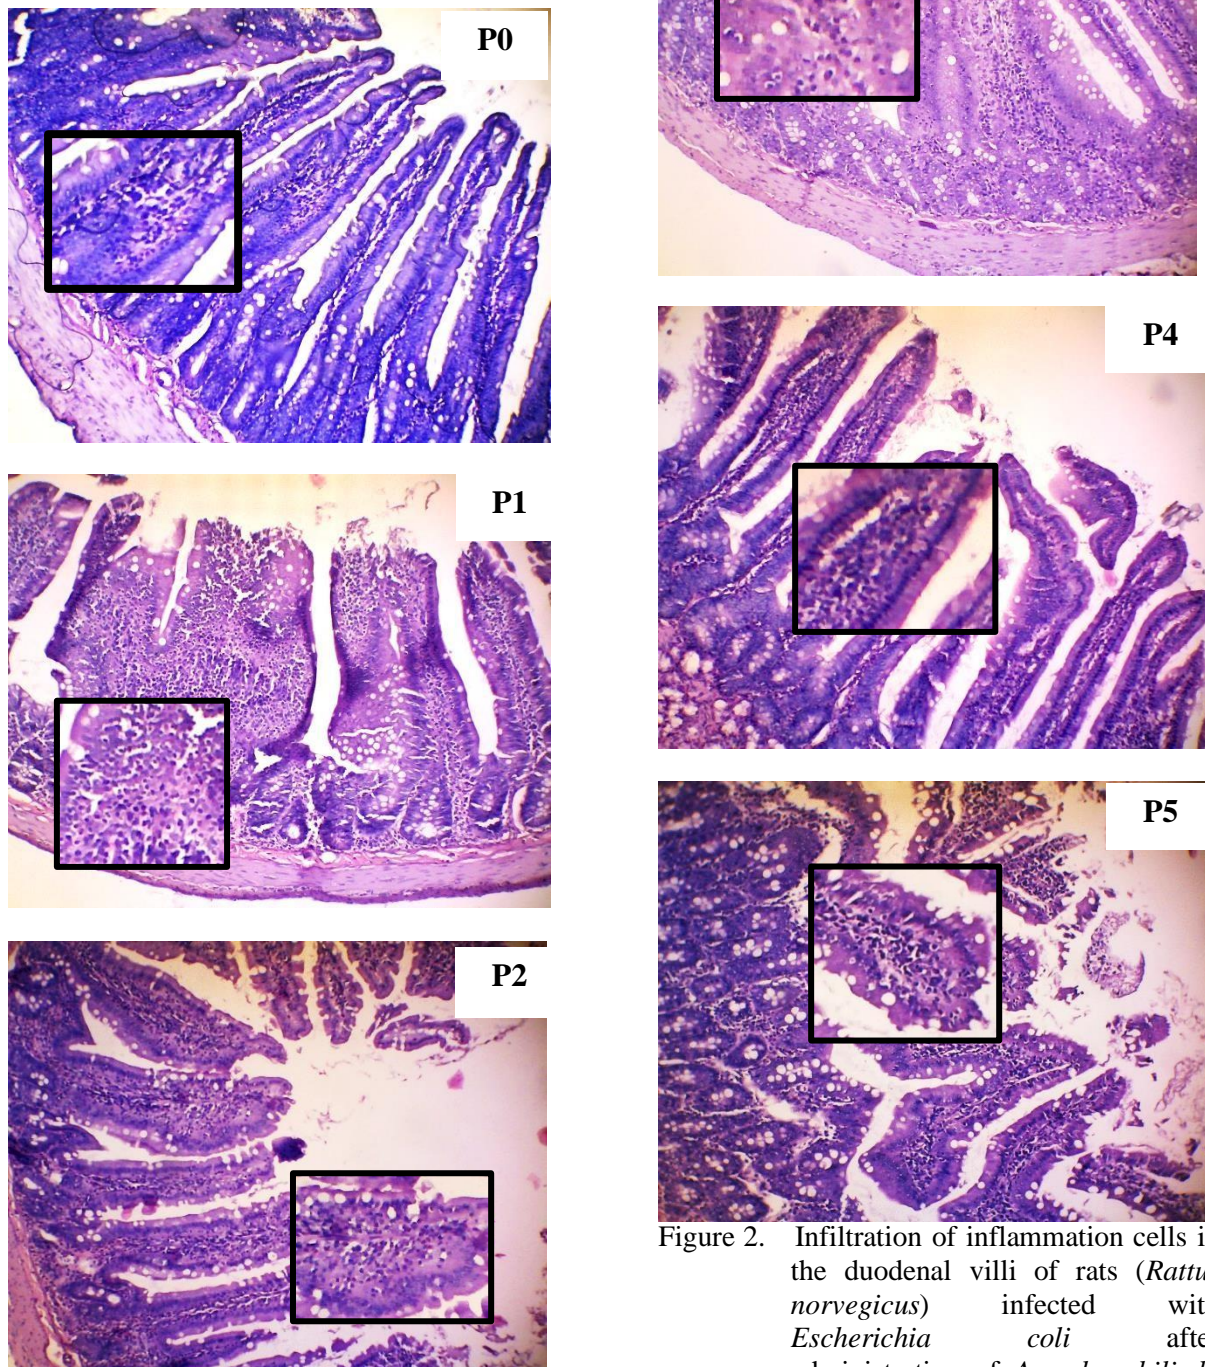 P0
P1
P2
P4
P5
Figure 2. Infiltration of inflammation cells i
the duodenal villi of rats (Rattu
norvegicus) infected wit
Escherichia coli afte